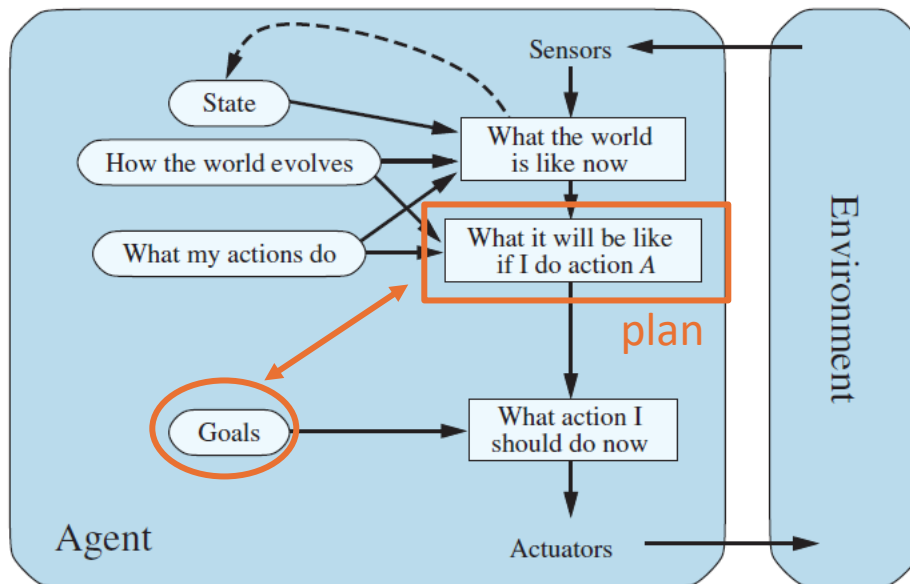 Sensors
State
What the world
is like now
How the world evolves
What it will be like
if I do action A
What my actions do
plan
Goals
What action I
should do now
Agent
Actuators
Environment